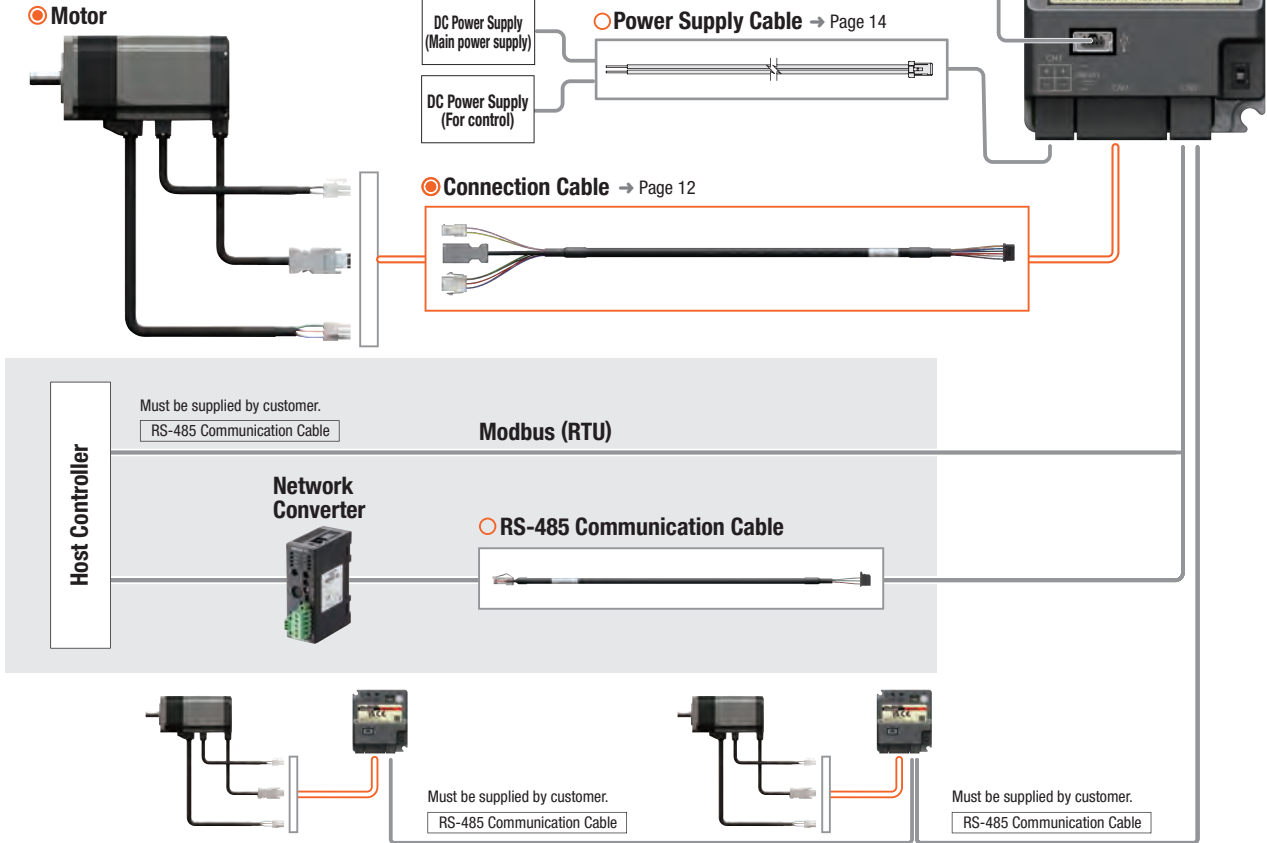 Motor
DC Power Supply
(Main power supply)
Power Supply Cable → Page 14
DC Power Supply
(For control)
CN1
Connection Cable → Page 12
Must be supplied by customer.
RS-485 Communication Cable
Modbus (RTU)
Host Controller
Network
Converter
RS-485 Communication Cable
Must be supplied by customer.
RS-485 Communication Cable
Must be supplied by customer.
RS-485 Communication Cable